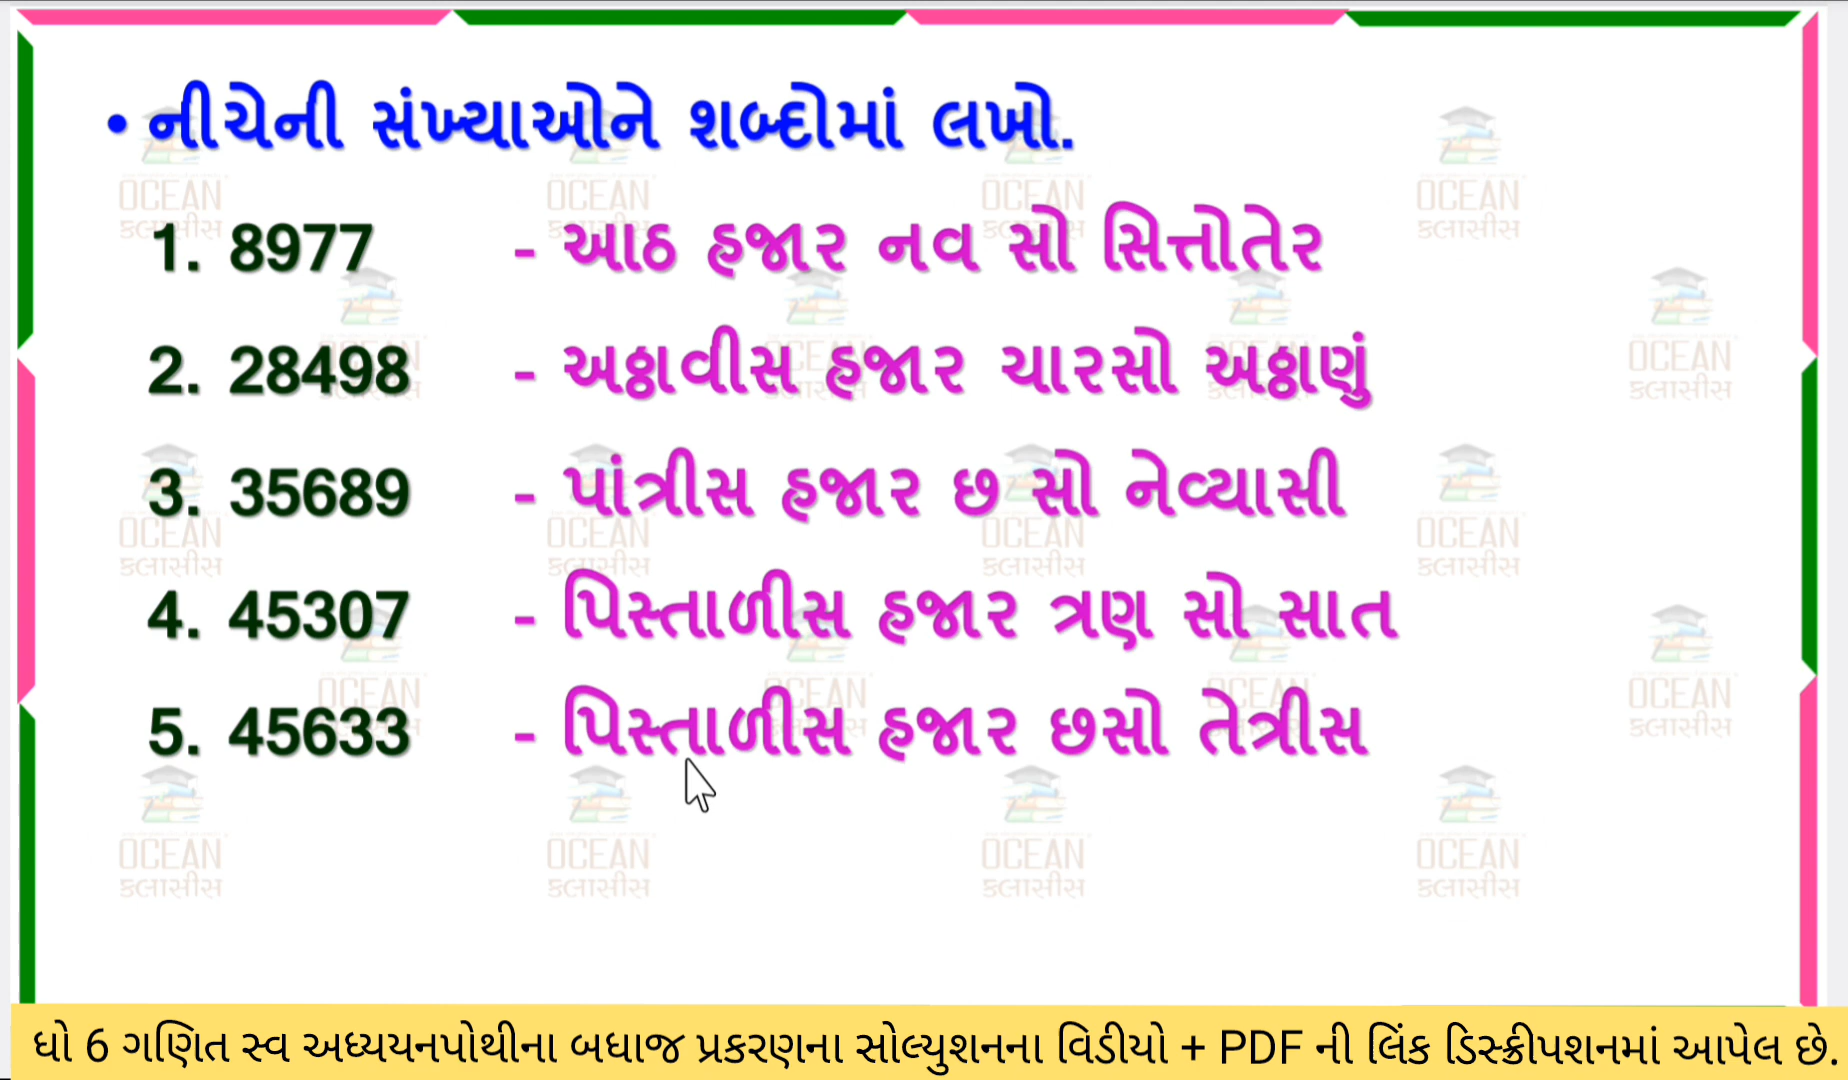 • નીચેની સંખ્યાઓને શબ્દોમાં લખો.
1. 8977 - આઠ હજાર નવ સો સિત્તોતેર
2. 28498 - અઠ્ઠાવીસ હજાર ચારસો અઠ્ઠાણું
3. 35689 - પાંત્રીસ હજાર છ સો નેવ્યાસી
4. 45307 - પિસ્તાળીસ હજાર ત્રણ સો સાત
5. 45633 - પિસ્તાળીસ હજાર છસો તેત્રીસ
OCEAN
ક્લાસીસ
ધો 6 ગણિત સ્વ અધ્યયનપોથીના બધાજ પ્રકરણના સોલ્યુશનના વિડીયો + PDF ની લિંક ડિસ્ક્રીપશનમાં આપેલ છે.